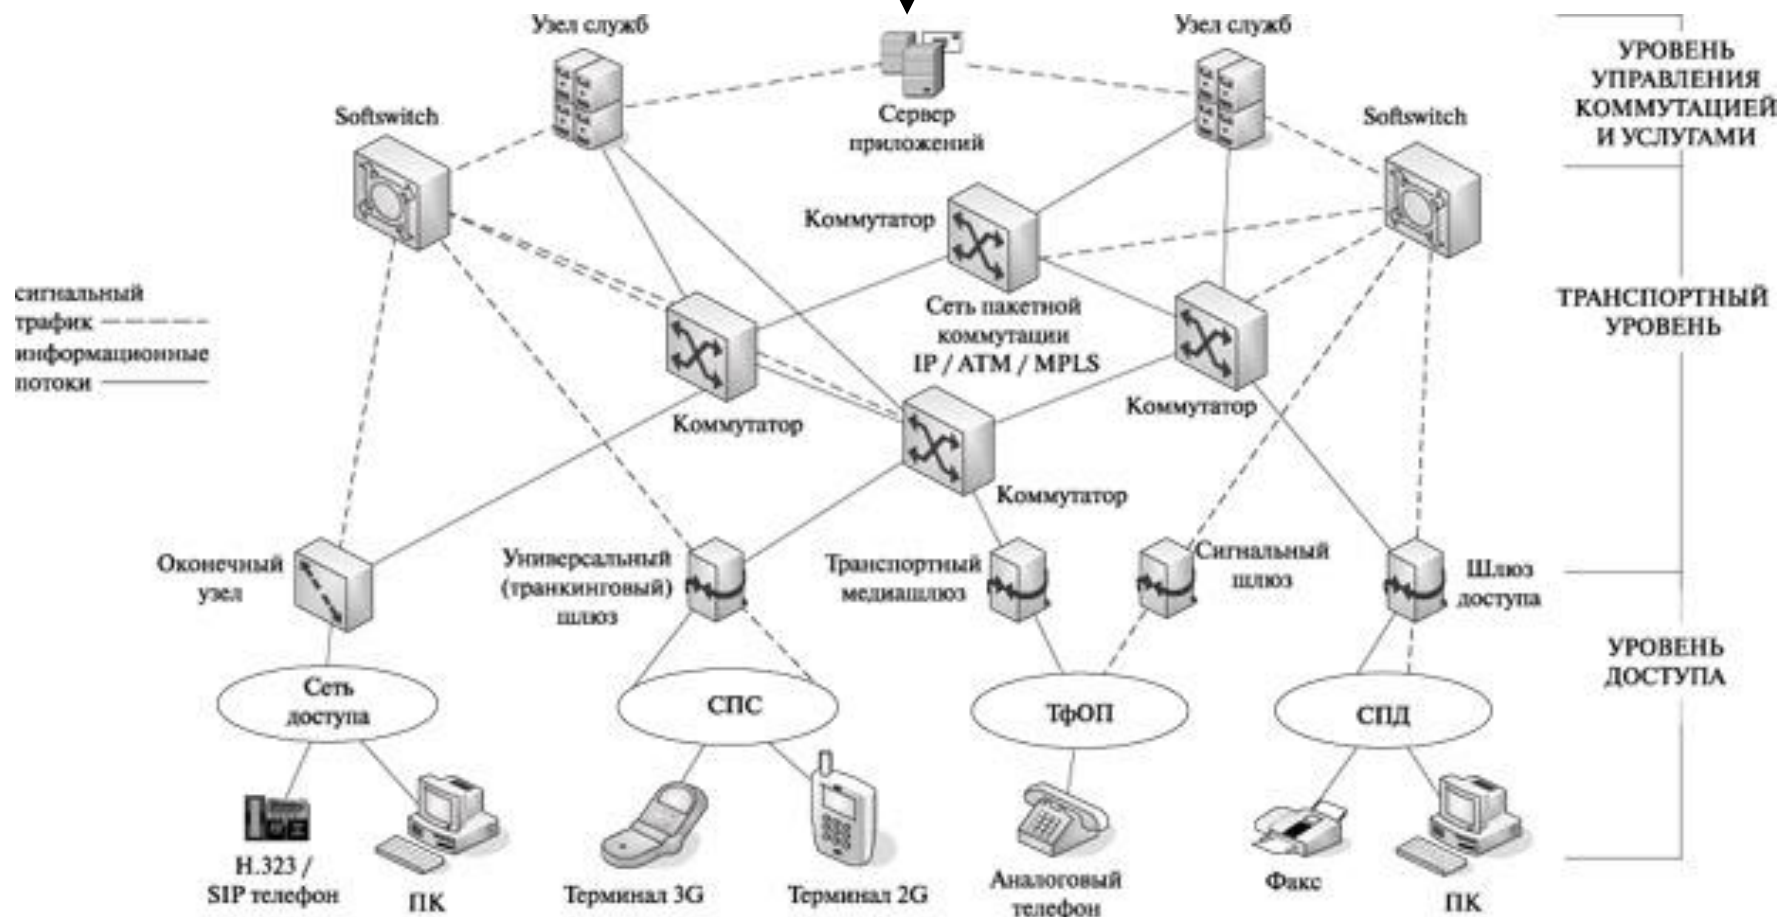 Узел служб
Узел служб
УРОВЕНЬ
УПРАВЛЕНИЯ
КОММУТАЦИЕЙ
И УСЛУГАМИ
Softswitch
Сервер
приложений
Softswitch
Коммутатор
сигнальный
трафик
информационные
потоки
Сеть пакетной
коммутации
IP / ATM / MPLS
ТРАНСПОРТНЫЙ
УРОВЕНЬ
Коммутатор
Коммутатор
Коммутатор
Оконечный
узел
Универсальный
(транкинговый)
шлюз
Транспортный
медиашлюз
Сигнальный
шлюз
Шлюз
доступа
УРОВЕНЬ
ДОСТУПА
Сеть
доступа
СПС
ТфОП
СПД
H.323 /
SIP телефон
ПК
Терминал 3G
Терминал 2G
Аналоговый
телефон
Факс
ПК